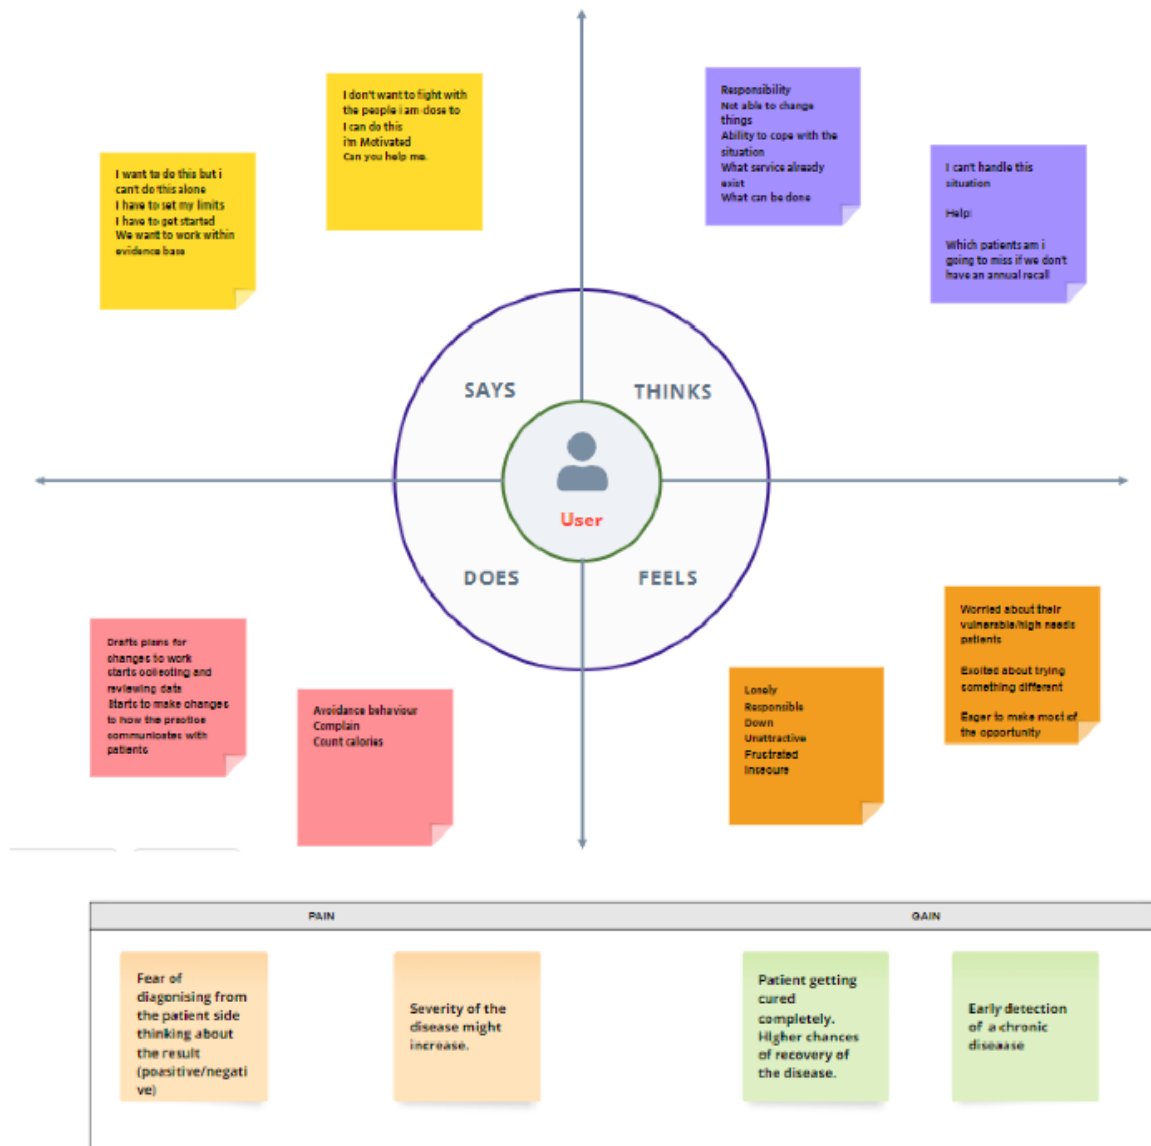 I don't want to fight with
the people i am close to
I can do this
i'm Motivated
Can you help me.
I want to do this but i
can't do this alone
I have to set my limits
I have to get started
We want to work within
evidence base
Responsibility
Not able to change
things
Ability to cope with the
situation
What service already
exist
What can be done
I can't handle this
situation
Help:
Which patients am i
going to miss if we don't
have an annual recall
SAYS
THINKS
User
DOES
FEELS
Drafts plans for
changes to work
starts collecting and
reviewing data
Starts to make changes
to how the practice
communicates with
patients
Avoidance behaviour
Complain
Count calories
Lonely
Responsible
Down
Unattractive
Frustrated
Insecure
Worried about their
vulnerable/high needs
patients
Excited about trying
something different
Eager to make most of
the opportunity
PAIN
GAIN
Fear of
diagonising from
the patient side
thinking about
the result
(poasitive/negati
ve)
Severity of the
disease might
increase.
Patient getting
cured
completely.
HIgher chances
of recovery of
the disease.
Early detection
of a chronic
diseaase